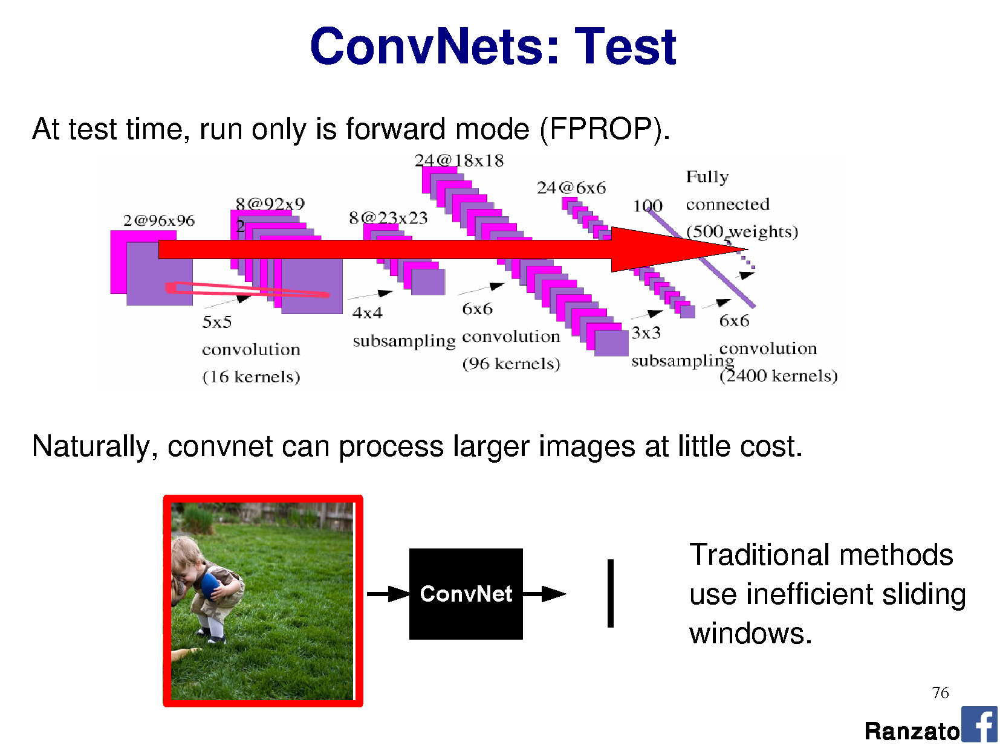 ConvNets: Test
At test time, run only is forward mode (FPROP).
2@96x96
8@92x9
2
8@23x23
24@18x18
24@6x6
100
Fully
connected
(500 weights)
5
5x5
convolution
(16 kernels)
4x4
subsampling
6x6
convolution
(96 kernels)
3x3
subsampling
6x6
convolution
(2400 kernels)
Naturally, convnet can process larger images at little cost.
ConvNet
Traditional methods
use inefficient sliding
windows.
76
Ranzato f